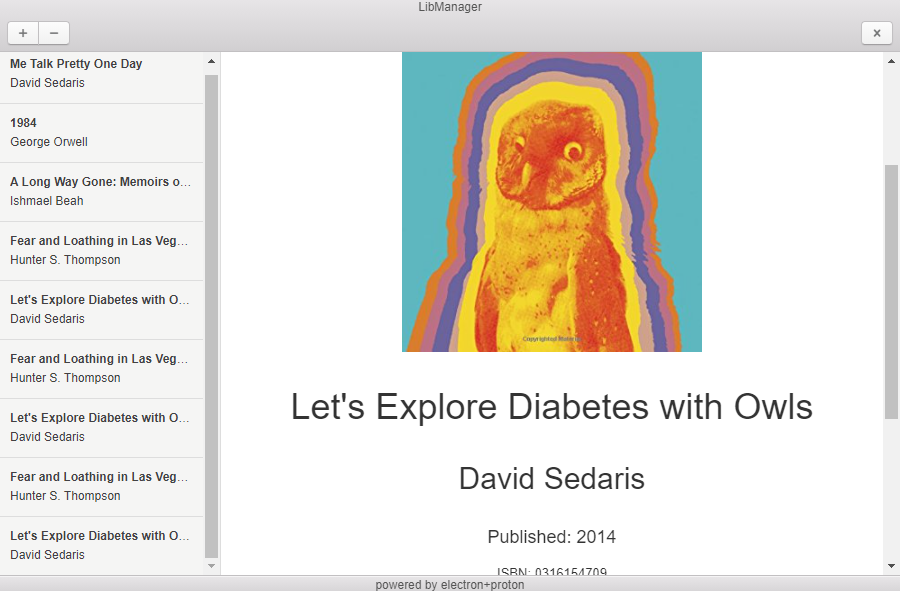 LibManager
+ −
×
Me Talk Pretty One Day
David Sedaris
1984
George Orwell
A Long Way Gone: Memoirs o...
Ishmael Beah
Fear and Loathing in Las Veg...
Hunter S. Thompson
Let's Explore Diabetes with O...
David Sedaris
Fear and Loathing in Las Veg...
Hunter S. Thompson
Let's Explore Diabetes with O...
David Sedaris
Fear and Loathing in Las Veg...
Hunter S. Thompson
Let's Explore Diabetes with O...
David Sedaris
Copyrighted Material
Let's Explore Diabetes with Owls
David Sedaris
Published: 2014
ISBN: 0316154709
powered by electron+proton